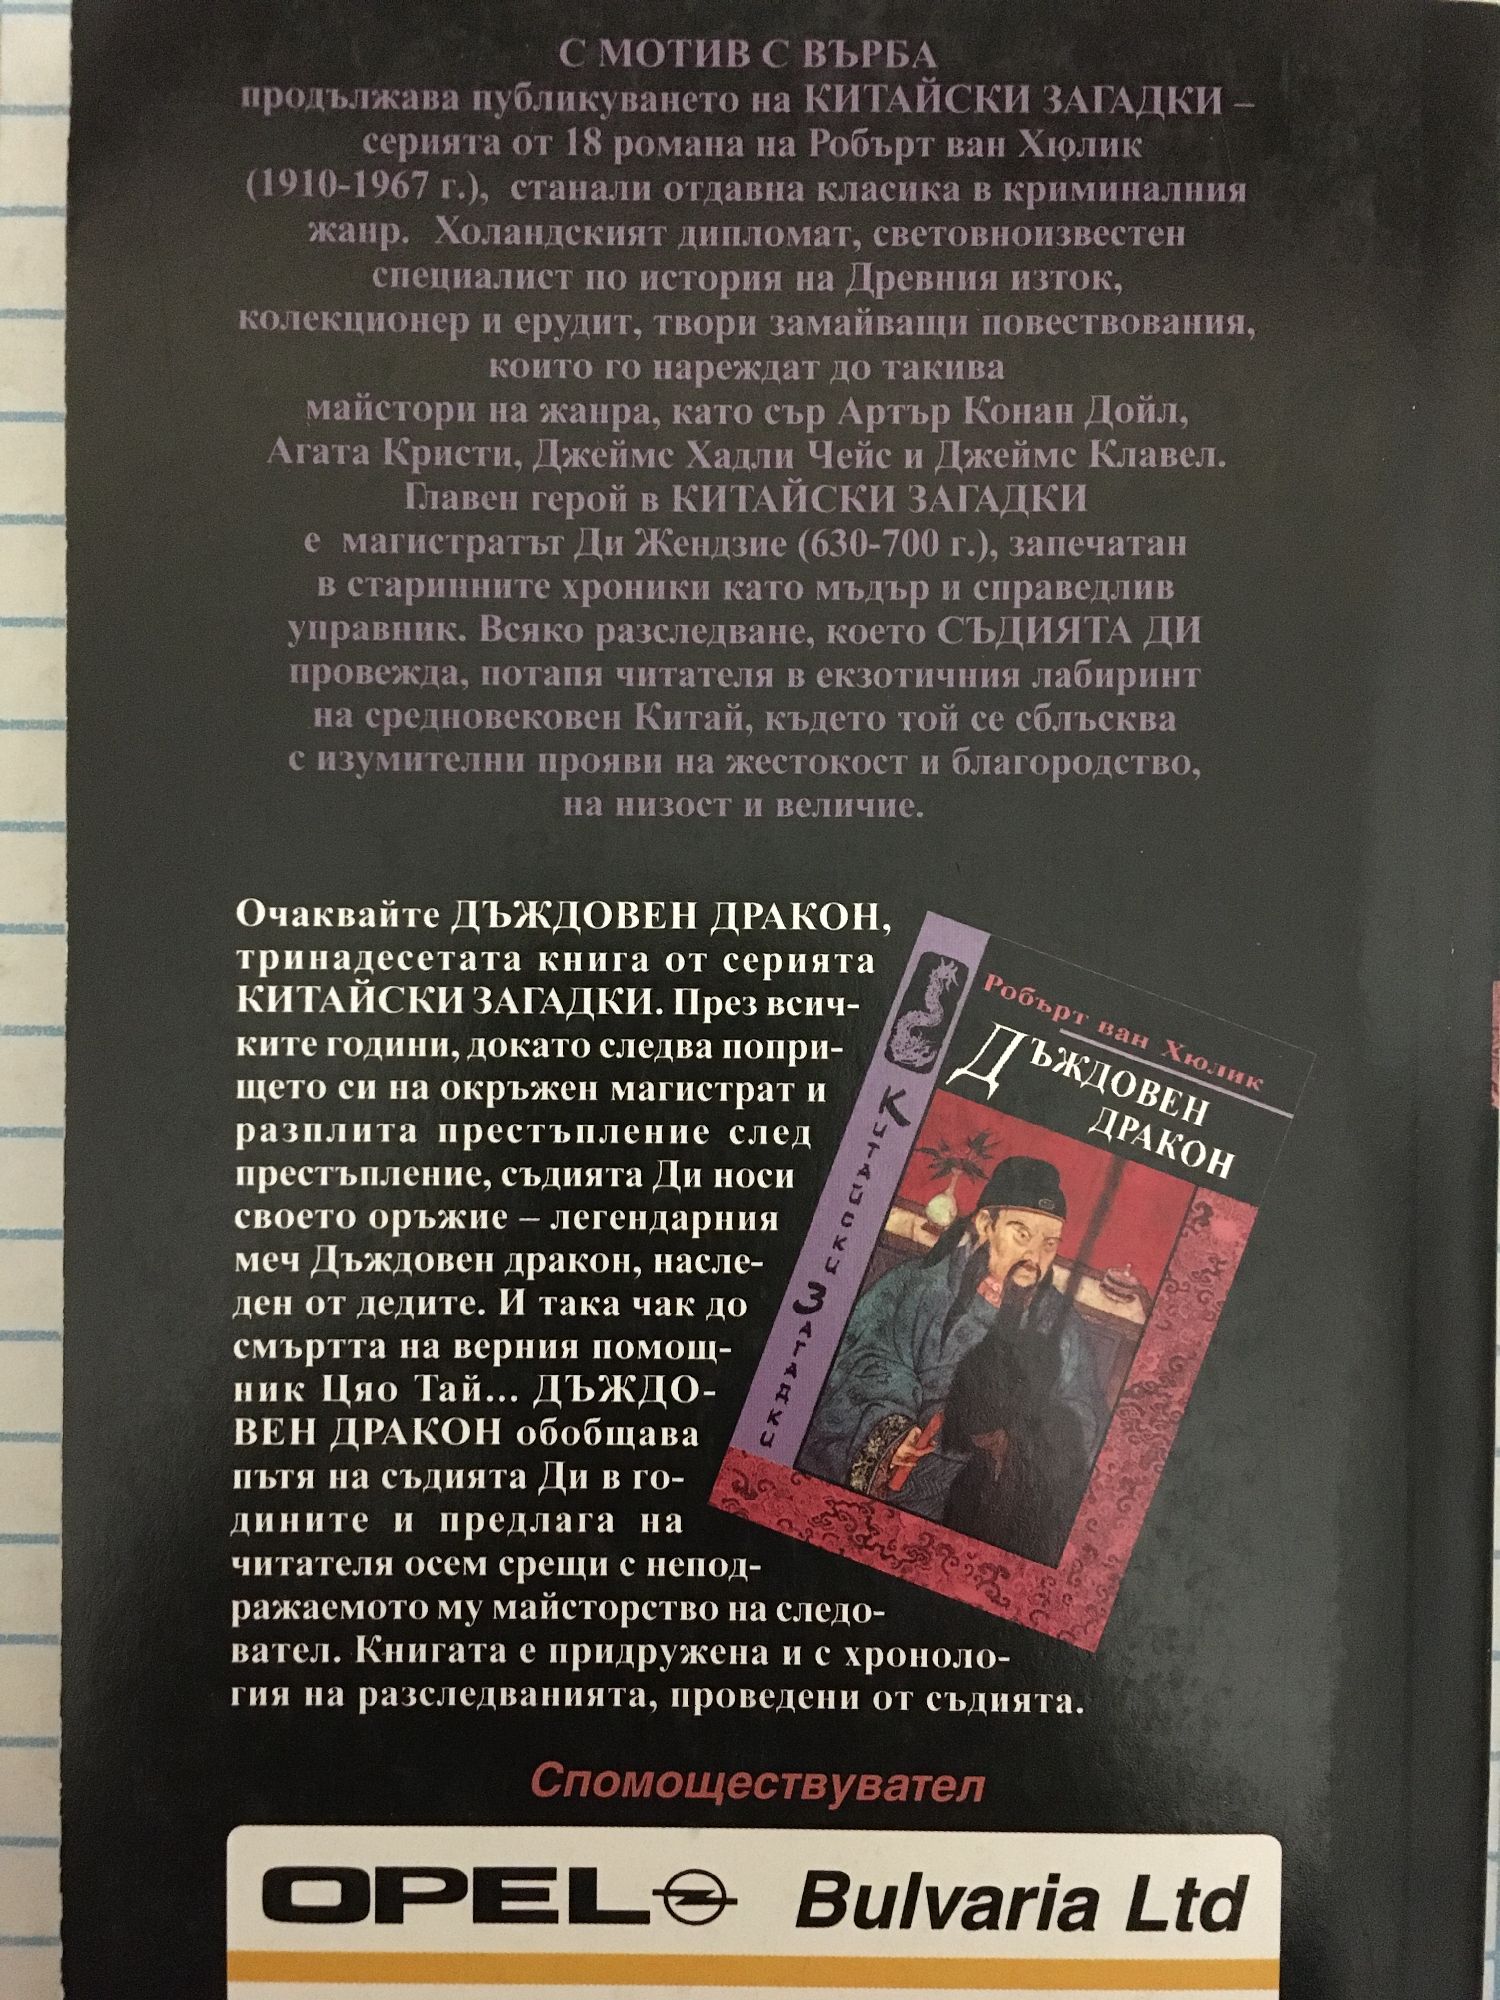 С МОТИВ С ВЪРБА
продължава публикуването на КИТАЙСКИ ЗАГАДКИ –
серията от 18 романа на Робърт ван Хюлик
(1910-1967 г.), станали отдавна класика в криминалния
жанр. Холандският дипломат, световноизвестен
специалист по история на Древния изток,
колекционер и ерудит, твори замайващи повествования,
които го нареждат до такива
майстори на жанра, като сър Артър Конан Дойл,
Агата Кристи, Джеймс Хадли Чейс и Джеймс Клавел.
Главен герой в КИТАЙСКИ ЗАГАДКИ
е магистратът Ди Жендзие (630-700 г.), запечатан
в старинните хроники като мъдър и справедлив
управник. Всяко разследване, което СЪДИЯТА ДИ
провежда, потапя читателя в екзотичния лабиринт
на средновековен Китай, където той се сблъсква
с изумителни прояви на жестокост и благородство,
на низост и величие.
Очаквайте ДЪЖДОВЕН ДРАКОН,
тринадесетата книга от серията
КИТАЙСКИ ЗАГАДКИ. През всич-
ките години, докато следва попри-
щето си на окръжен магистрат и
разплита престъпление след
престъпление, съдията Ди носи
своето оръжие – легендарния
меч Дъждовен дракон, насле-
ден от дедите. И така чак до
смъртта на верния помощ-
ник Цяо Тай... ДЪЖДО-
ВЕН ДРАКОН обобщава
пътя на съдията Ди в го-
дините и предлага на
читателя осем срещи с непод-
ражаемото му майсторство на следо-
вател. Книгата е придружена и с хроноло-
гия на разследванията, проведени от съдията.
Робърт ван Хюлик
ДЪЖДОВЕН
ДРАКОН
КИТАЙСКИ ЗАГАДКИ
Спомоществувател
OPEL Bulvaria Ltd